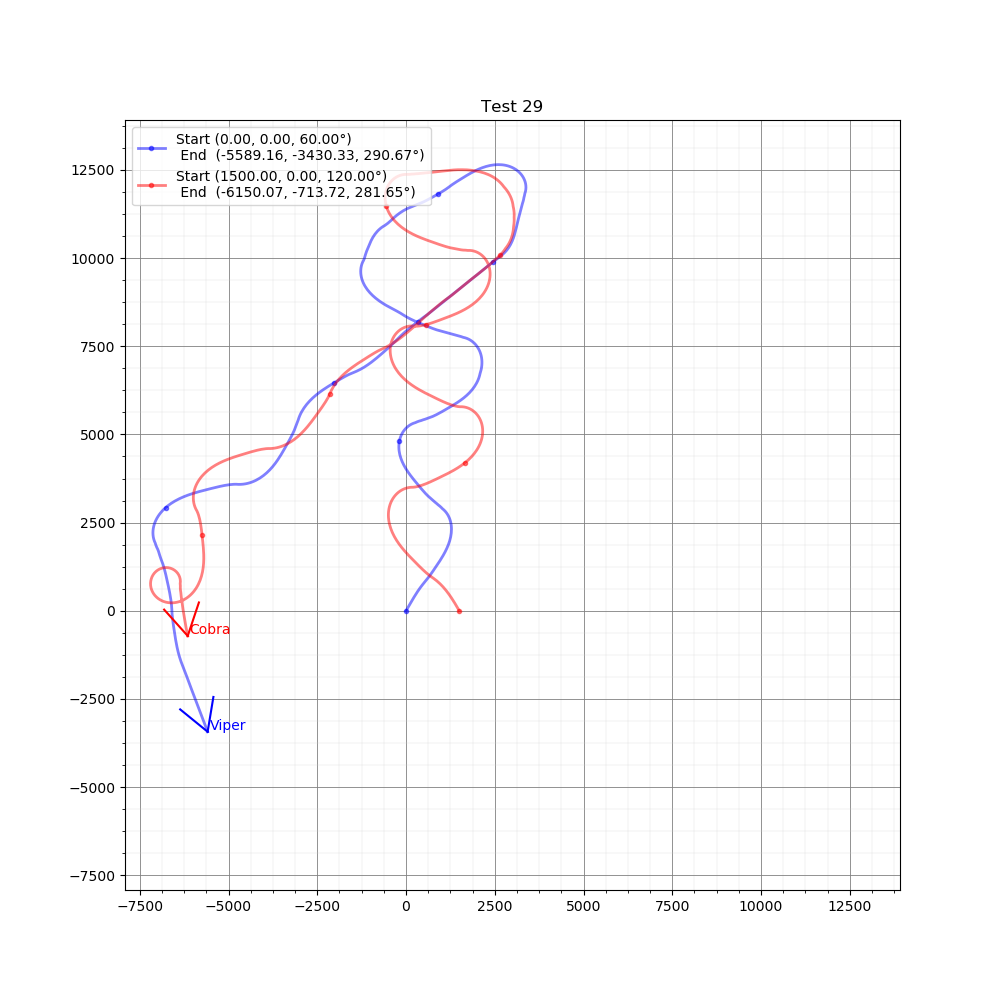 Test 29
Start (0.00, 0.00, 60.00°)
End (-5589.16, -3430.33, 290.67°)
Start (1500.00, 0.00, 120.00°)
End (-6150.07, -713.72, 281.65°)
12500
10000
7500
5000
2500
0
−2500
−5000
−7500
Cobra
Viper
−7500 −5000 −2500 0 2500 5000 7500 10000 12500